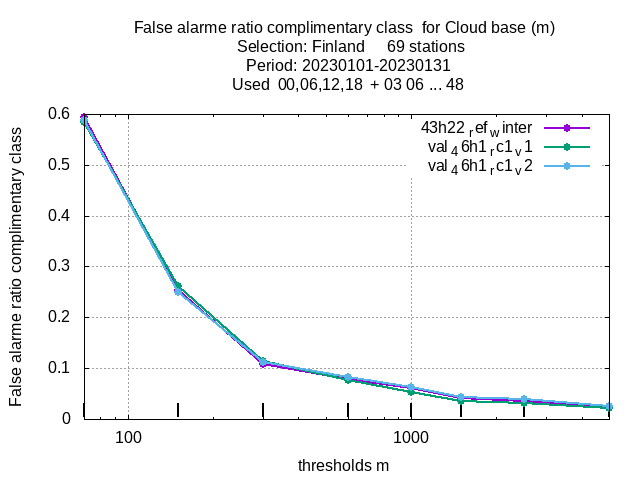 False alarme ratio complimentary class  for Cloud base (m)
Selection: Finland     69 stations
Period: 20230101-20230131
Used  00,06,12,18  + 03 06 ... 48
43h22_ref_winter
val_46h1_rc1_v1
val_46h1_rc1_v2
False alarme ratio complimentary class
0.6
0.5
0.4
0.3
0.2
0.1
0
100
1000
thresholds m